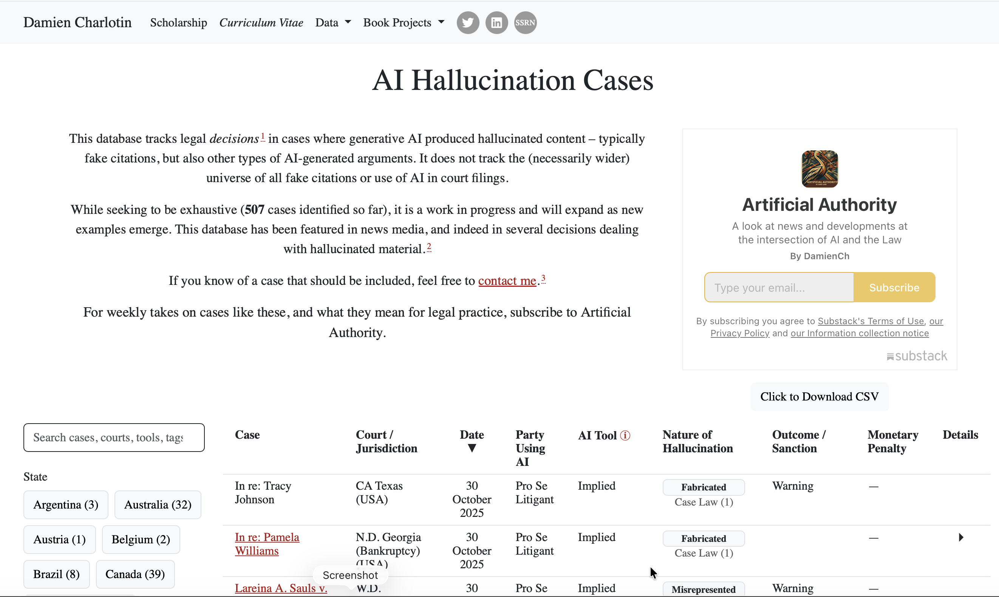 Damien Charlotin Scholarship Curriculum Vitae Data Book Projects SSRN
AI Hallucination Cases
This database tracks legal decisions 1 in cases where generative AI produced hallucinated content – typically
fake citations, but also other types of AI-generated arguments. It does not track the (necessarily wider)
universe of all fake citations or use of AI in court filings.
While seeking to be exhaustive (507 cases identified so far), it is a work in progress and will expand as new
examples emerge. This database has been featured in news media, and indeed in several decisions dealing
with hallucinated material. 2
If you know of a case that should be included, feel free to contact me. 3
For weekly takes on cases like these, and what they mean for legal practice, subscribe to Artificial
Authority.
ARTIFICIAL AUTHORITY
AI AND LAW
Artificial Authority
A look at news and developments at
the intersection of AI and the Law
By DamienCh
Type your email... Subscribe
By subscribing you agree to Substack's Terms of Use, our
Privacy Policy and our Information collection notice
substack
Click to Download CSV
Search cases, courts, tools, tags
State
Argentina (3) Australia (32)
Austria (1) Belgium (2)
Brazil (8) Canada (39)
Case Court / Date Party AI Tool Nature of Outcome / Monetary Details
Jurisdiction ▼ Using Hallucination Sanction Penalty
AI
In re: Tracy CA Texas 30 Pro Se Implied Fabricated Warning —
Johnson (USA) October Litigant Case Law (1)
2025
In re: Pamela N.D. Georgia 30 Pro Se Implied Fabricated —
Williams (Bankruptcy) October Litigant Case Law (1)
(USA) 2025
Screenshot
Lareina A. Sauls v. W.D. 30 Pro Se Implied Misrepresented Warning —